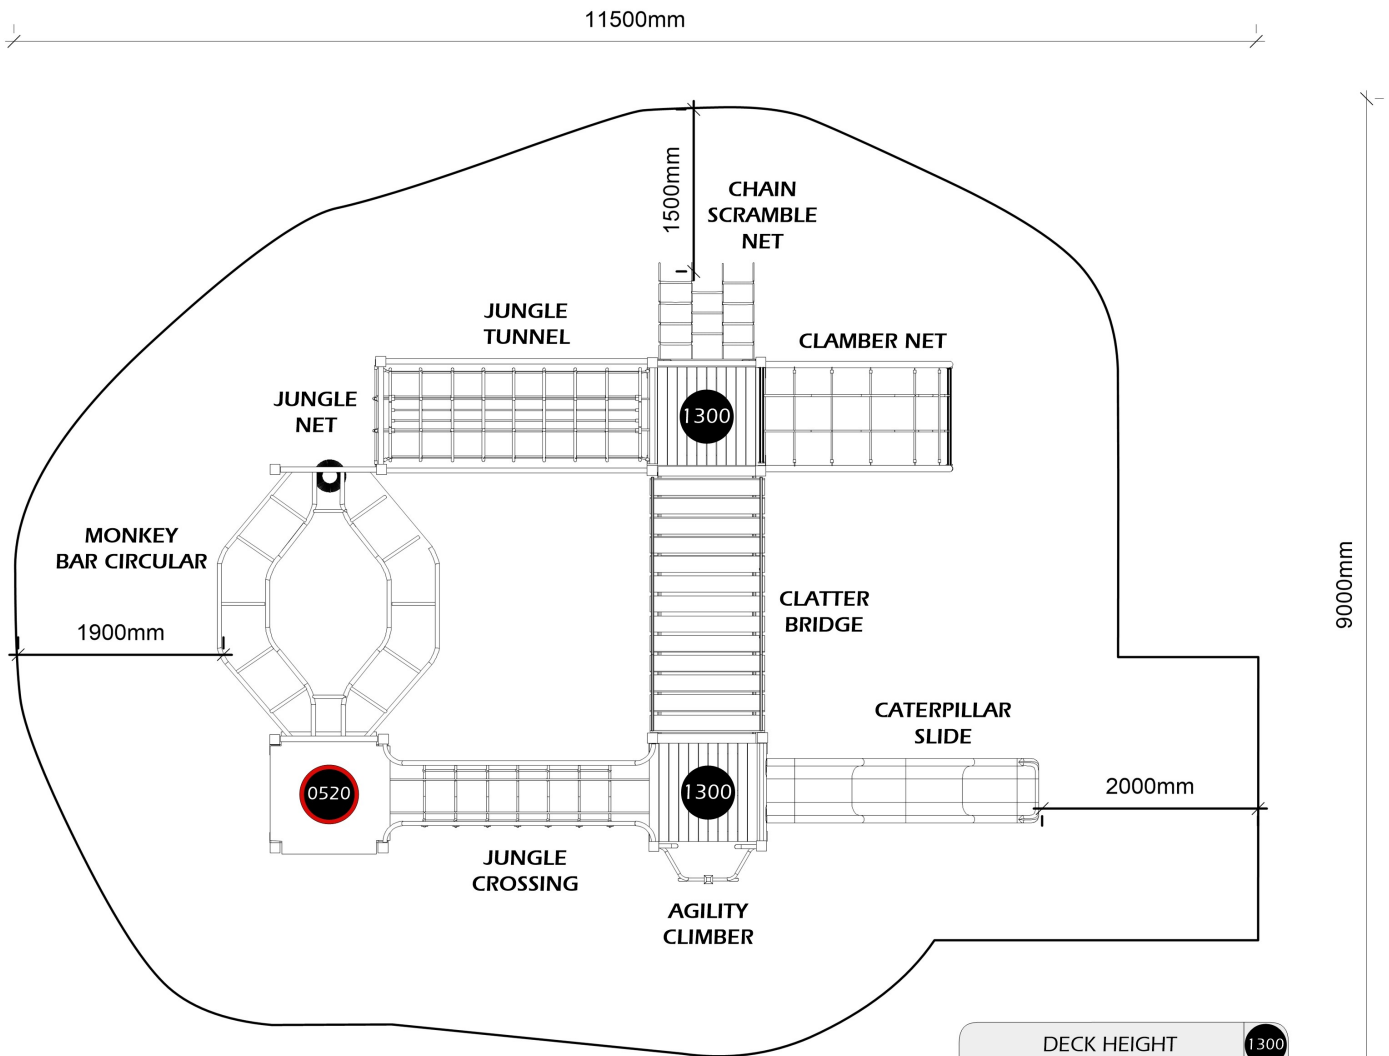 11500mm
1500mm
CHAIN
SCRAMBLE
NET
JUNGLE
TUNNEL
CLAMBER NET
JUNGLE
NET
1300
MONKEY
BAR CIRCULAR
CLATTER
BRIDGE
9000mm
1900mm
CATERPILLAR
SLIDE
0520
1300
2000mm
JUNGLE
CROSSING
AGILITY
CLIMBER
DECK HEIGHT
1300